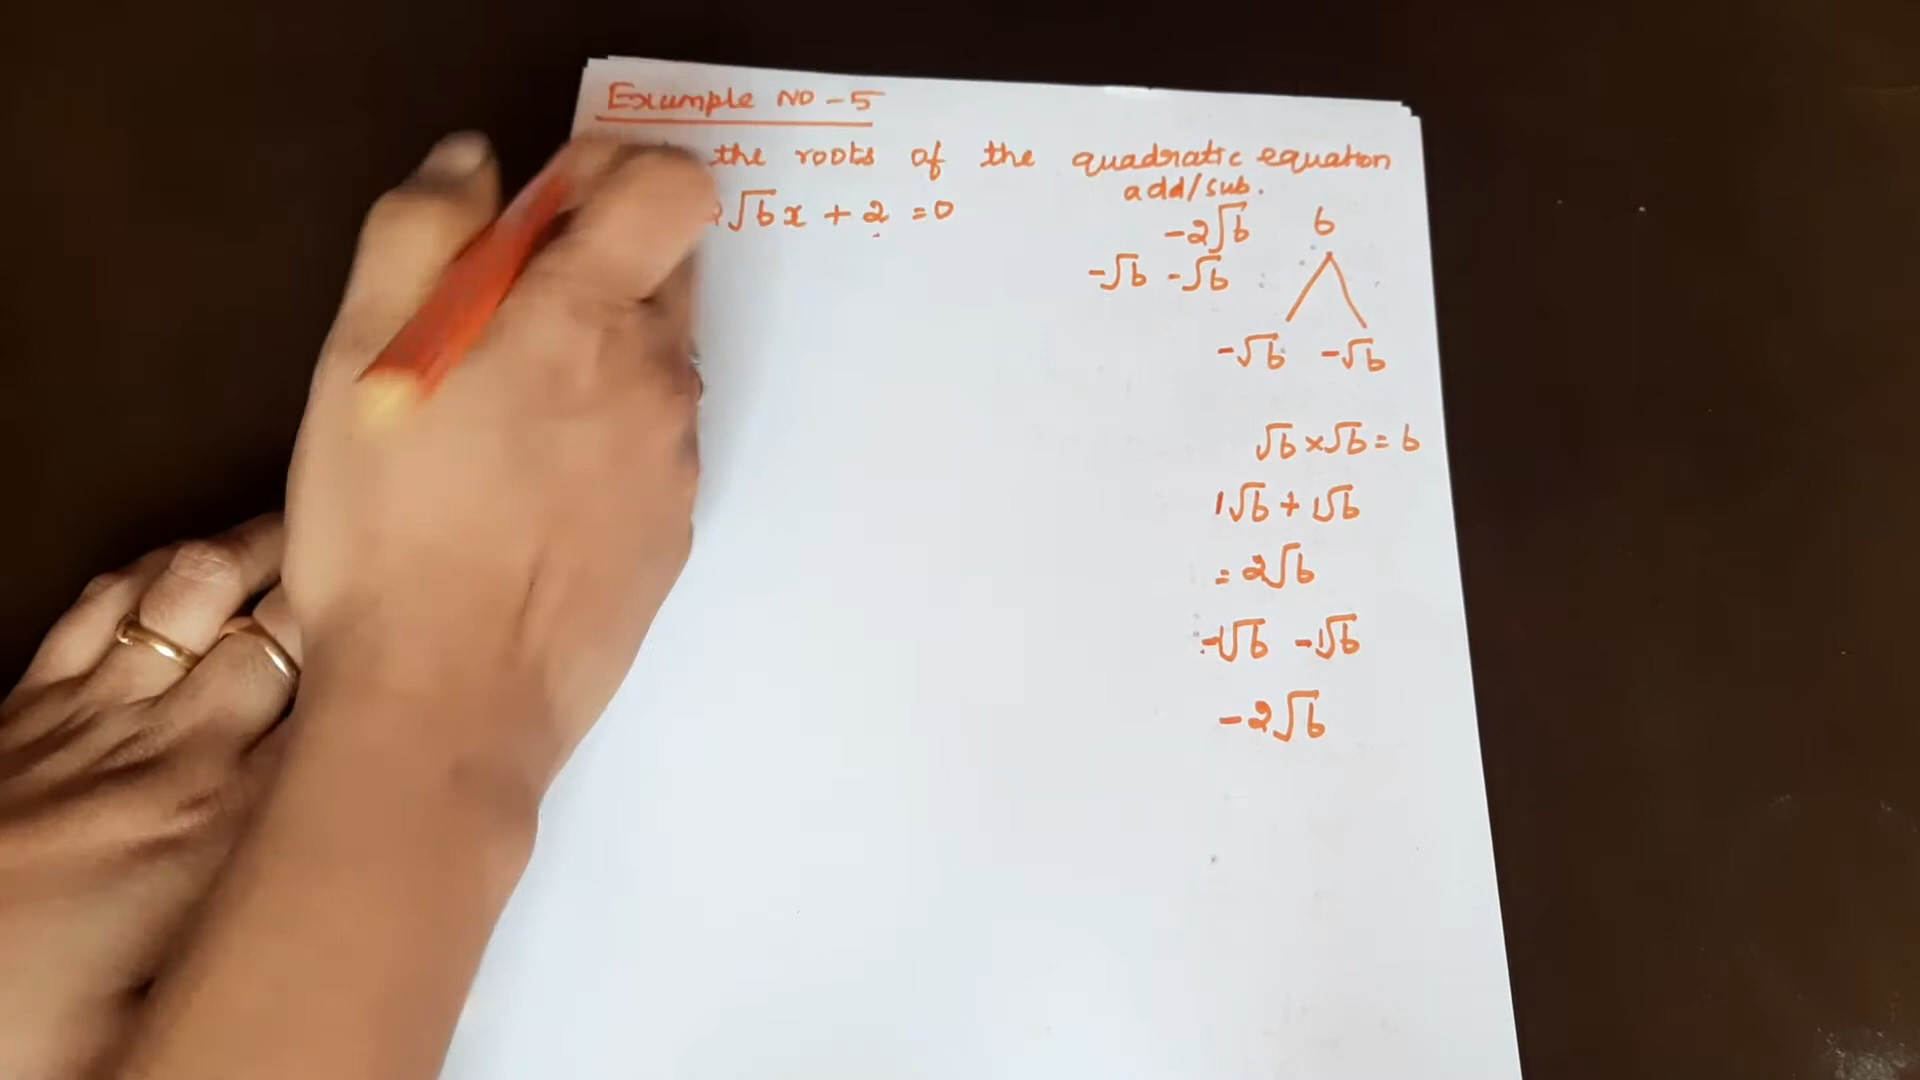 Example NO - 5
the roots of the quadratic equation
add/sub.
2√6x + 2 = 0
-2√6 6
-√6 -√6
-√6 -√6
√6 × √6 = 6
1√6 + 1√6
= 2√6
-1√6 -1√6
-2√6